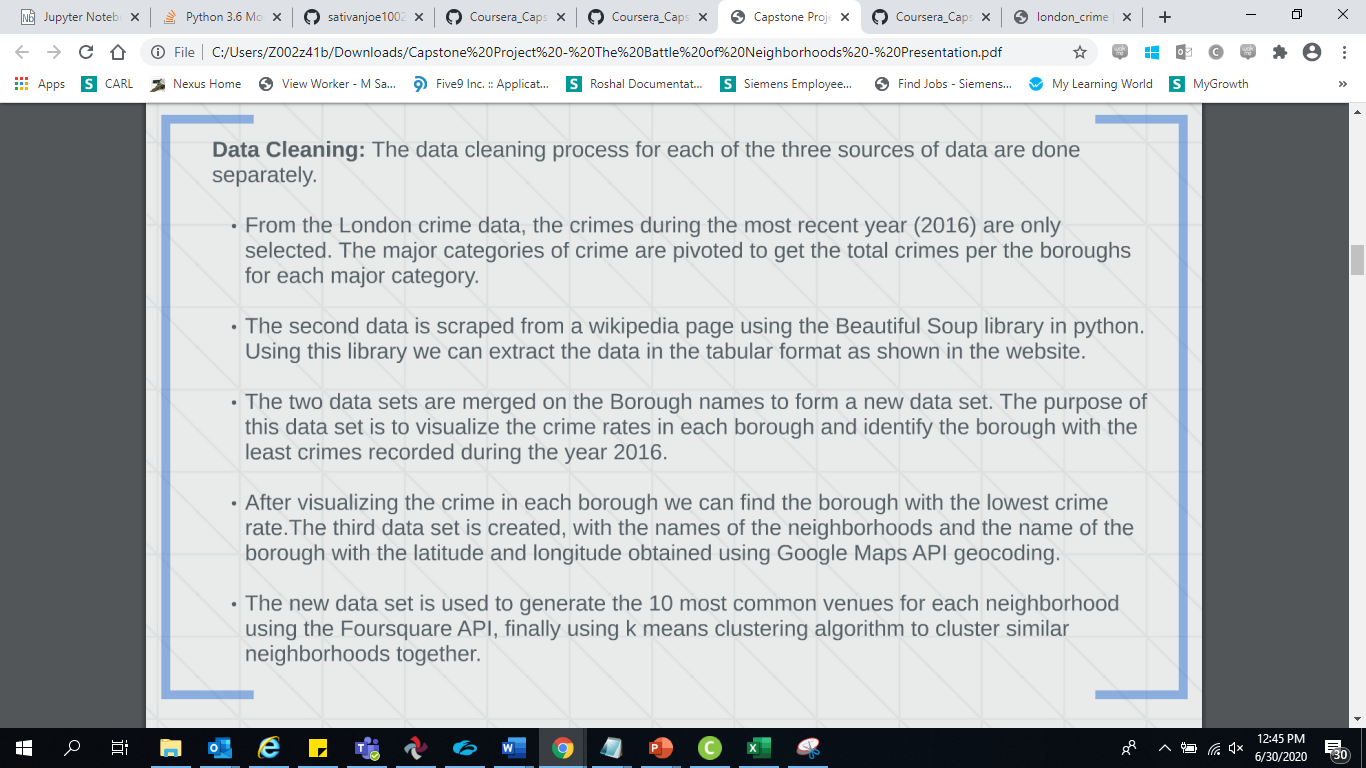 Jupyter Noteb
Python 3.6 Mo
sativanjoe1002
Coursera_Caps
Coursera_Caps
Capstone Proje
Coursera_Caps
london_crime
File
C:/Users/Z002z41b/Downloads/Capstone%20Project%20-%20The%20Battle%20of%20Neighborhoods%20-%20Presentation.pdf
Apps
CARL
Nexus Home
View Worker - M Sa...
Five9 Inc. :: Applicat...
Roshal Documentat...
Siemens Employee...
Find Jobs - Siemens...
My Learning World
MyGrowth
Data Cleaning: The data cleaning process for each of the three sources of data are done
separately.
• From the London crime data, the crimes during the most recent year (2016) are only
selected. The major categories of crime are pivoted to get the total crimes per the boroughs
for each major category.
• The second data is scraped from a wikipedia page using the Beautiful Soup library in python.
Using this library we can extract the data in the tabular format as shown in the website.
• The two data sets are merged on the Borough names to form a new data set. The purpose of
this data set is to visualize the crime rates in each borough and identify the borough with the
least crimes recorded during the year 2016.
• After visualizing the crime in each borough we can find the borough with the lowest crime
rate.The third data set is created, with the names of the neighborhoods and the name of the
borough with the latitude and longitude obtained using Google Maps API geocoding.
• The new data set is used to generate the 10 most common venues for each neighborhood
using the Foursquare API, finally using k means clustering algorithm to cluster similar
neighborhoods together.
12:45 PM
6/30/2020
30